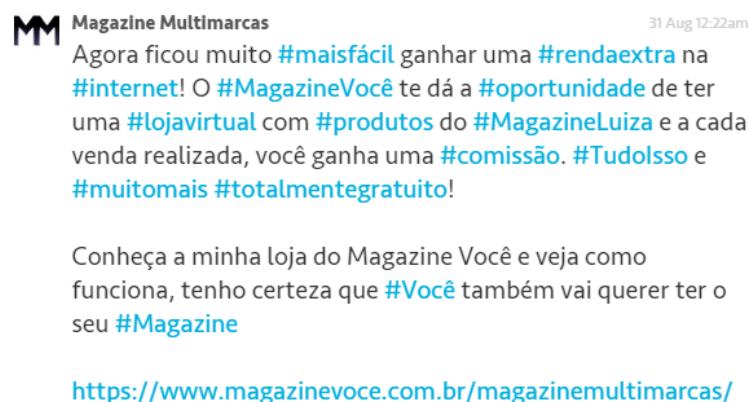 MM Magazine Multimarcas 31 Aug 12:22am
Agora ficou muito #maisfácil ganhar uma #rendaextra na
#internet! O #MagazineVocê te dá a #oportunidade de ter
uma #lojavirtual com #produtos do #MagazineLuiza e a cada
venda realizada, você ganha uma #comissão. #TudoIsso e
#muitomais #totalmentegratuito!
Conheça a minha loja do Magazine Você e veja como
funciona, tenho certeza que #Você também vai querer ter o
seu #Magazine
https://www.magazinevoce.com.br/magazinemultimarcas/